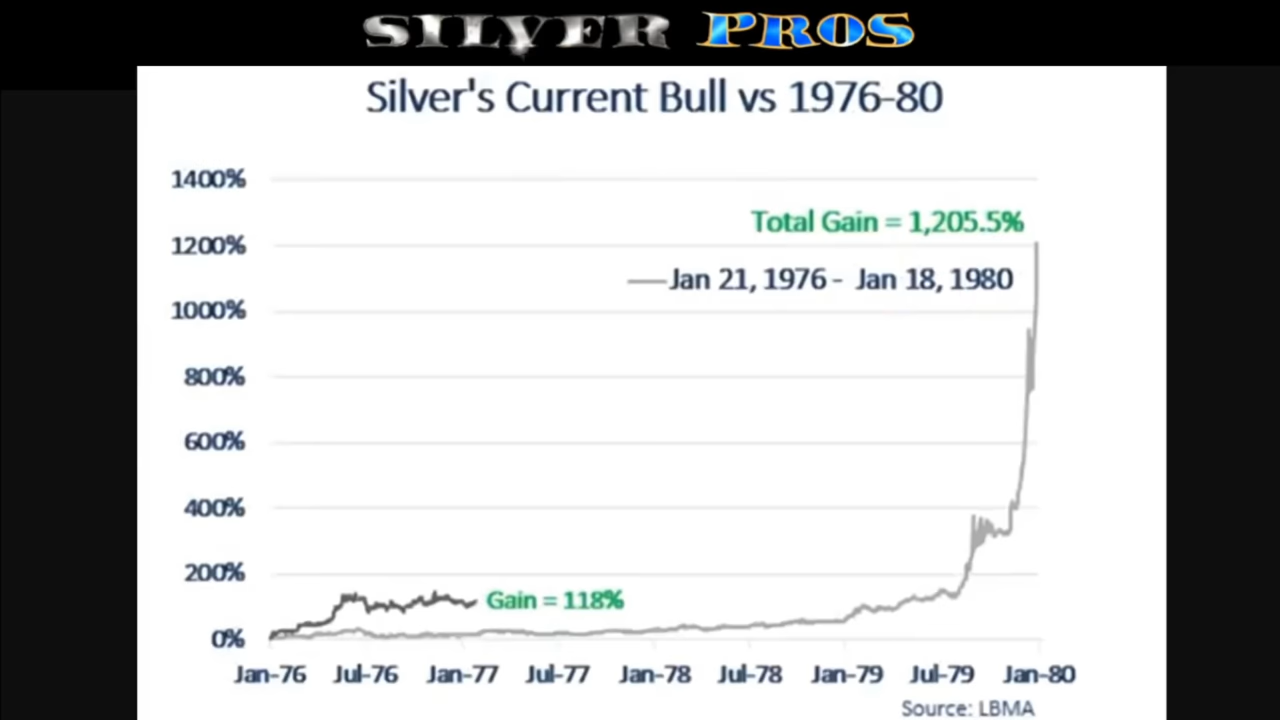 SILVER PROS
Silver's Current Bull vs 1976-80
1400%
Total Gain = 1,205.5%
1200%
Jan 21, 1976 - Jan 18, 1980
1000%
800%
600%
400%
200%
Gain = 118%
0%
Jan-76 Jul-76 Jan-77 Jul-77 Jan-78 Jul-78 Jan-79 Jul-79 Jan-80
Source: LBMA